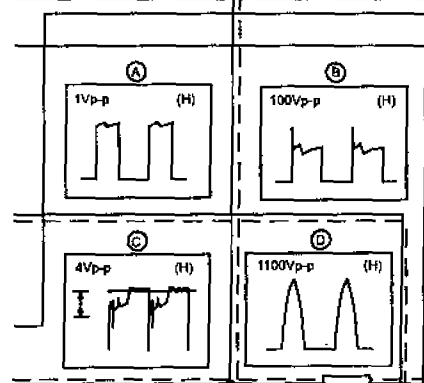 A
B
1Vp-p (H)
100Vp-p (H)
C
D
4Vp-p (H)
1100Vp-p (H)